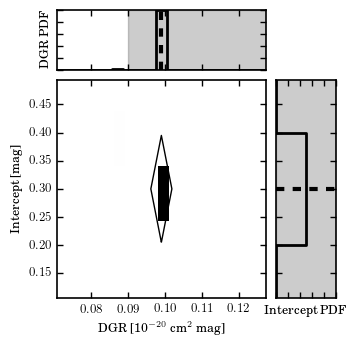 DGR PDF
0.45
0.40
0.35
0.30
0.25
0.20
0.15
Intercept [mag]
0.08 0.09 0.10 0.11 0.12
Intercept PDF
DGR [10⁻²⁰ cm² mag]